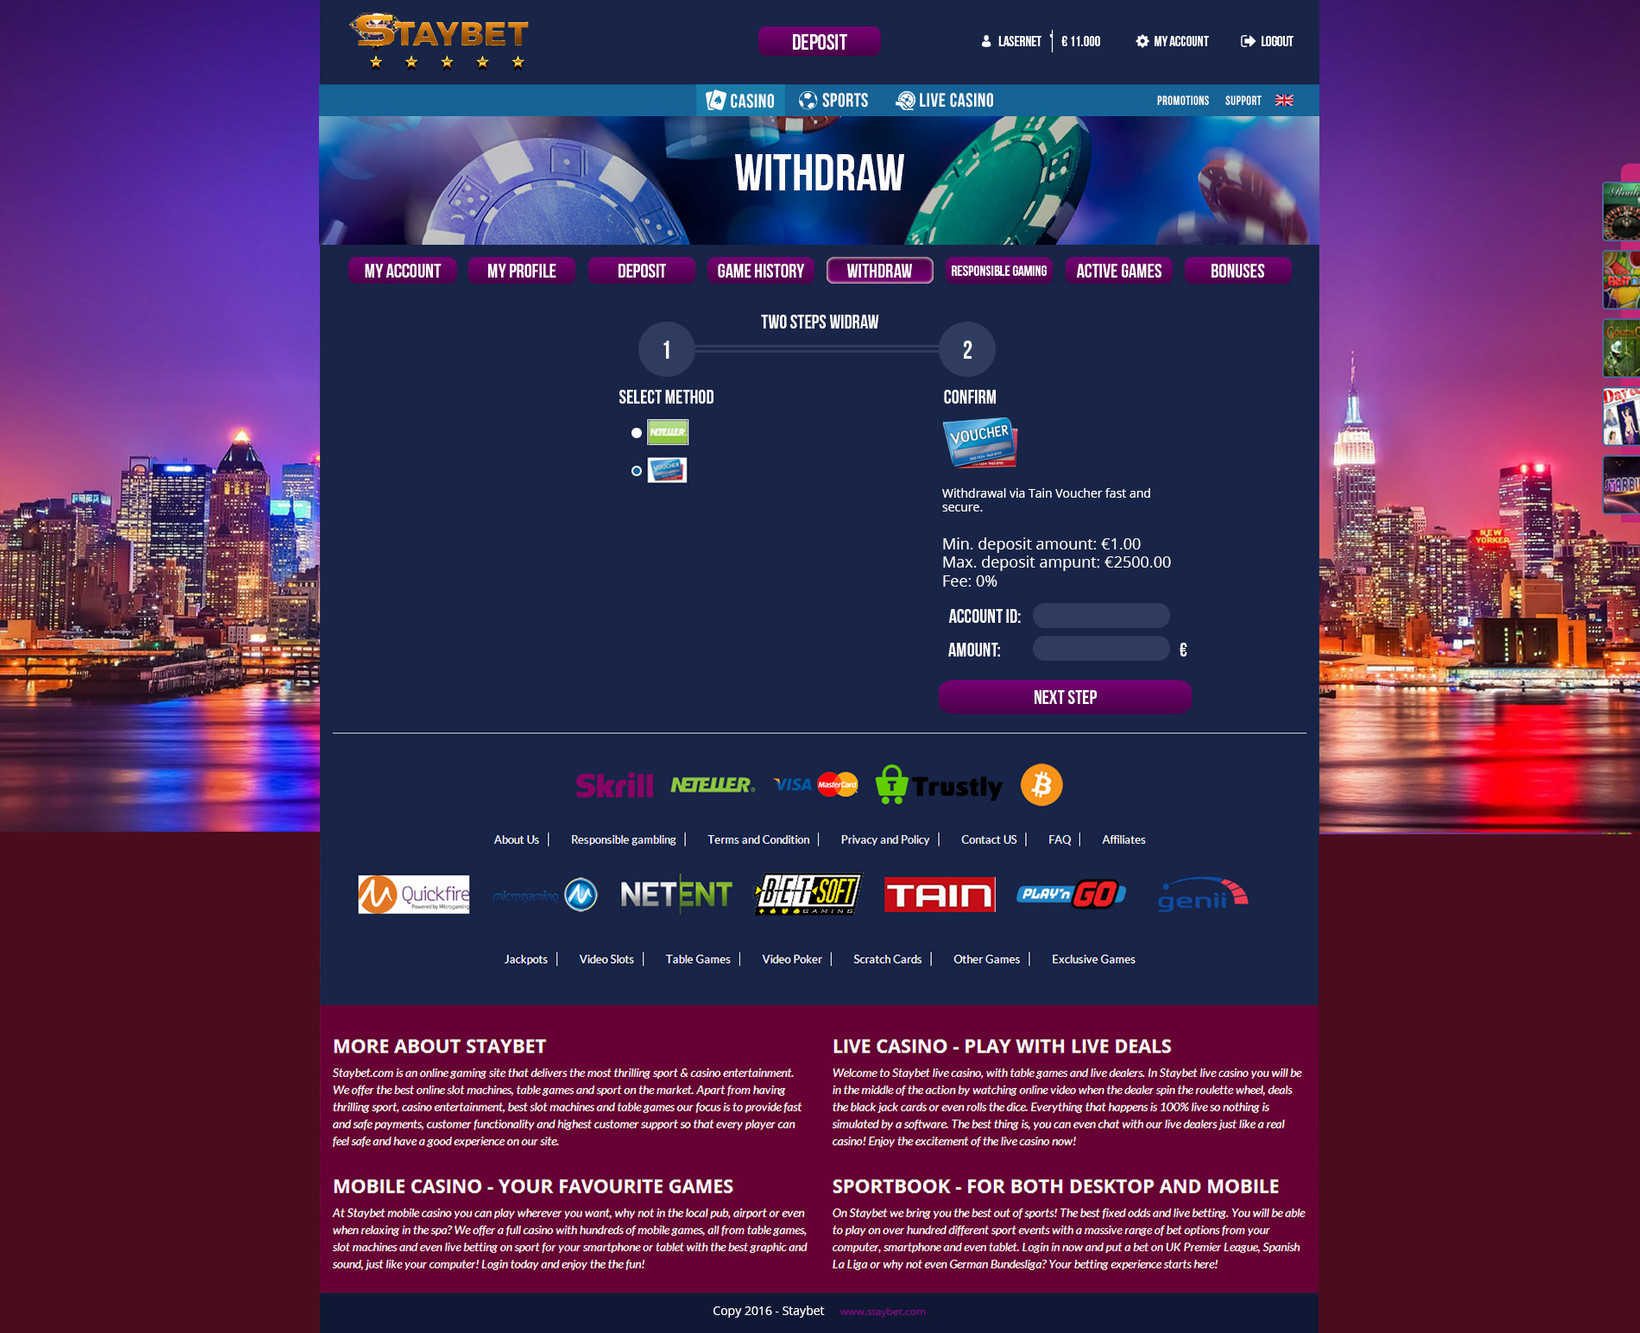 STAYBET
DEPOSIT
LASERNET
€ 11.000
MY ACCOUNT
LOGOUT
CASINO
SPORTS
LIVE CASINO
PROMOTIONS
SUPPORT
WITHDRAW
MY ACCOUNT
MY PROFILE
DEPOSIT
GAME HISTORY
WITHDRAW
RESPONSIBLE GAMING
ACTIVE GAMES
BONUSES
TWO STEPS WIDRAW
1
2
SELECT METHOD
CONFIRM
NETELLER
VOUCHER
VOUCHER
Withdrawal via Tain Voucher fast and
secure.
Min. deposit amount: €1.00
Max. deposit ampunt: €2500.00
Fee: 0%
ACCOUNT ID:
AMOUNT:
€
NEXT STEP
NEW
YORKER
Skrill
NETELLER
VISA
MasterCard
Trustly
About Us
Responsible gambling
Terms and Condition
Privacy and Policy
Contact US
FAQ
Affiliates
Quickfire
Powered by Microgaming
microgaming
NETENT
BETSOFT
GAMING
TAIN
PLAY'n GO
genii
Jackpots
Video Slots
Table Games
Video Poker
Scratch Cards
Other Games
Exclusive Games
MORE ABOUT STAYBET
Staybet.com is an online gaming site that delivers the most thrilling sport & casino entertainment.
We offer the best online slot machines, table games and sport on the market. Apart from having
thrilling sport, casino entertainment, best slot machines and table games our focus is to provide fast
and safe payments, customer functionality and highest customer support so that every player can
feel safe and have a good experience on our site.
LIVE CASINO - PLAY WITH LIVE DEALS
Welcome to Staybet live casino, with table games and live dealers. In Staybet live casino you will be
in the middle of the action by watching online video when the dealer spin the roulette wheel, deals
the black jack cards or even rolls the dice. Everything that happens is 100% live so nothing is
simulated by a software. The best thing is, you can even chat with our live dealers just like a real
casino! Enjoy the excitement of the live casino now!
MOBILE CASINO - YOUR FAVOURITE GAMES
At Staybet mobile casino you can play wherever you want, why not in the local pub, airport or even
when relaxing in the spa? We offer a full casino with hundreds of mobile games, all from table games,
slot machines and even live betting on sport for your smartphone or tablet with the best graphic and
sound, just like your computer! Login today and enjoy the the fun!
SPORTBOOK - FOR BOTH DESKTOP AND MOBILE
On Staybet we bring you the best out of sports! The best fixed odds and live betting. You will be able
to play on over hundred different sport events with a massive range of bet options from your
computer, smartphone and even tablet. Login in now and put a bet on UK Premier League, Spanish
La Liga or why not even German Bundesliga? Your betting experience starts here!
Copy 2016 - Staybet
www.staybet.com